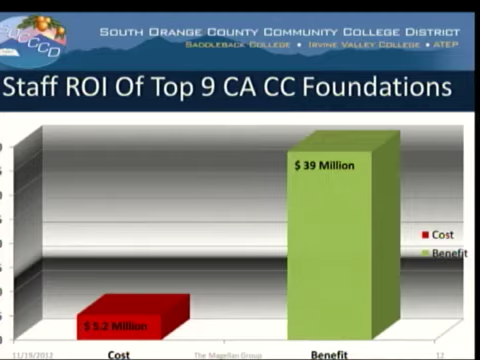 SOUTH ORANGE COUNTY COMMUNITY COLLEGE DISTRICT
SADDLEBACK COLLEGE • IRVINE VALLEY COLLEGE • ATEP
Staff ROI Of Top 9 CA CC Foundations
$ 39 Million
Cost
Benefit
$ 5.2 Million
11/19/2012
Cost
The Magellan Group
Benefit
12